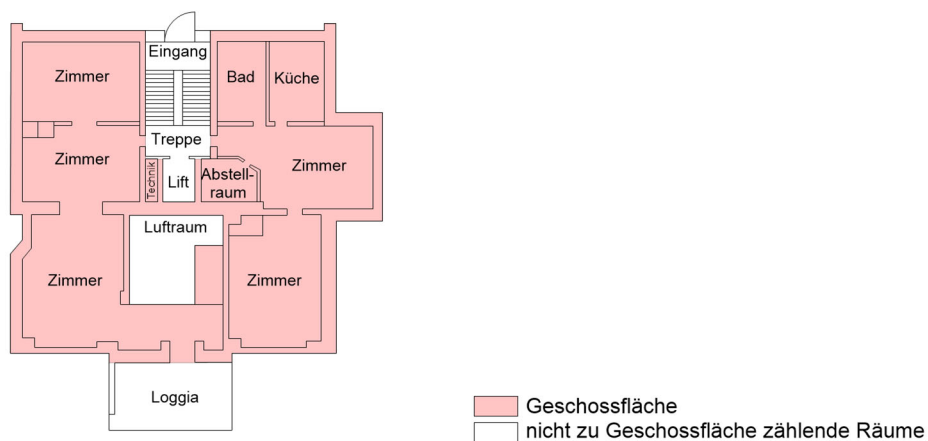 Eingang
Zimmer
Bad
Küche
Treppe
Zimmer
Technik
Lift
Abstell-
raum
Zimmer
Luftraum
Zimmer
Zimmer
Loggia
Geschossfläche
nicht zu Geschossfläche zählende Räume